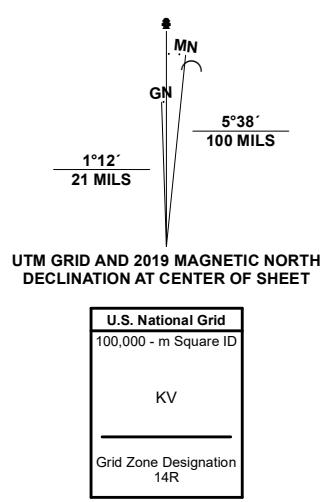 MN
GN
5°38´
100 MILS
1°12´
21 MILS
UTM GRID AND 2019 MAGNETIC NORTH
DECLINATION AT CENTER OF SHEET
U.S. National Grid
100,000 - m Square ID
KV
Grid Zone Designation
14R